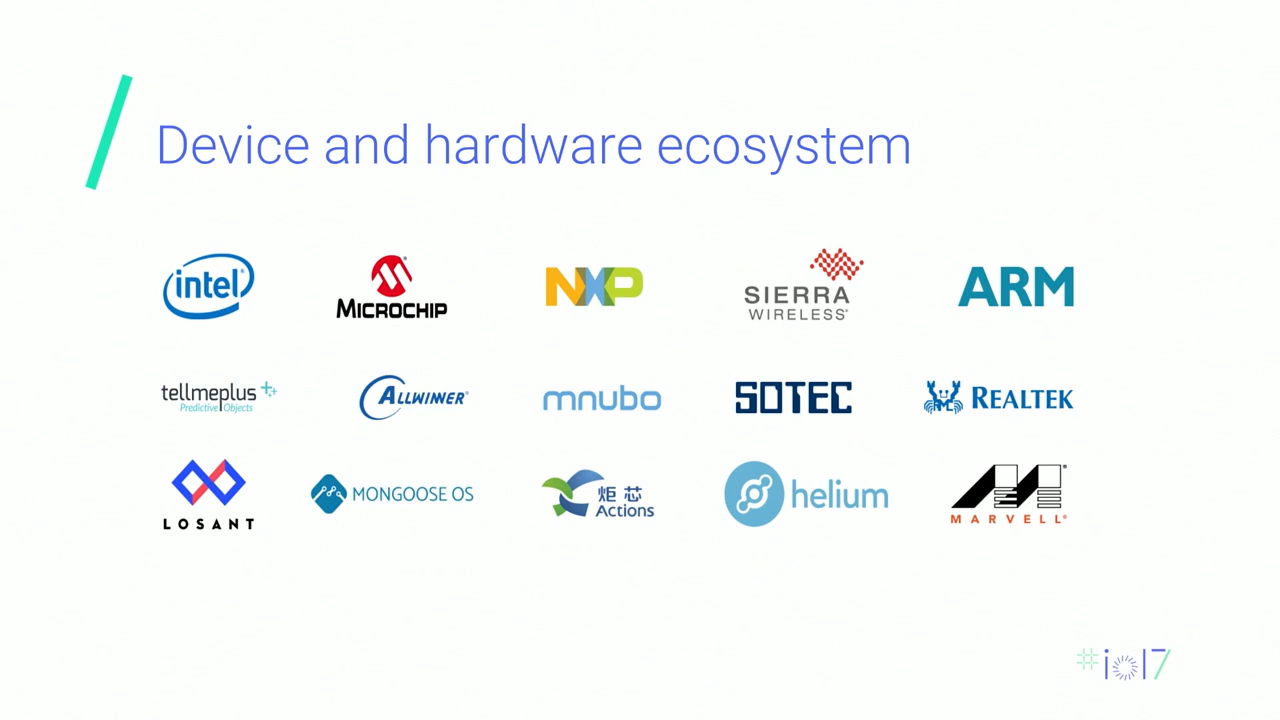 Device and hardware ecosystem
intel
MICROCHIP
NXP
SIERRA
WIRELESS
ARM
tellmeplus
Predictive Objects
ALLWINNER
mnubo
SOTEC
REALTEK
LOSANT
MONGOOSE OS
炬芯
Actions
helium
MARVELL
#io17